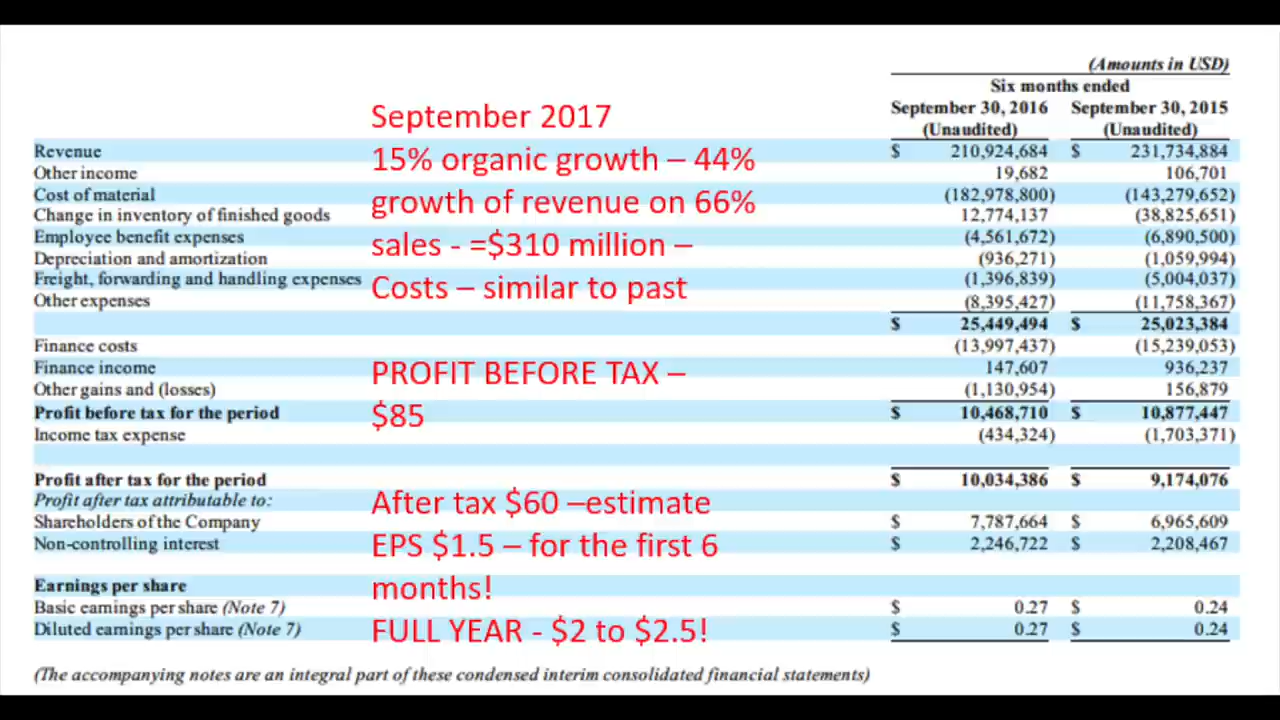 (Amounts in USD)
Six months ended
September 30, 2016 September 30, 2015
(Unaudited) (Unaudited)
September 2017
Revenue $ 210,924,684 $ 231,734,884
15% organic growth – 44%
Other income 19,682 106,701
Cost of material (182,978,800) (143,279,652)
growth of revenue on 66%
Change in inventory of finished goods 12,774,137 (38,825,651)
Employee benefit expenses (4,561,672) (6,890,500)
sales - =$310 million –
Depreciation and amortization (936,271) (1,059,994)
Freight, forwarding and handling expenses (1,396,839) (5,004,037)
Costs – similar to past
Other expenses (8,395,427) (11,758,367)
$ 25,449,494 $ 25,023,384
Finance costs (13,997,437) (15,239,053)
Finance income 147,607 936,237
PROFIT BEFORE TAX –
Other gains and (losses) (1,130,954) 156,879
Profit before tax for the period $ 10,468,710 $ 10,877,447
$85
Income tax expense (434,324) (1,703,371)
Profit after tax for the period $ 10,034,386 $ 9,174,076
Profit after tax attributable to:
After tax $60 –estimate
Shareholders of the Company $ 7,787,664 $ 6,965,609
Non-controlling interest $ 2,246,722 $ 2,208,467
EPS $1.5 – for the first 6
months!
Earnings per share
Basic earnings per share (Note 7) $ 0.27 $ 0.24
Diluted earnings per share (Note 7) $ 0.27 $ 0.24
FULL YEAR - $2 to $2.5!
(The accompanying notes are an integral part of these condensed interim consolidated financial statements)